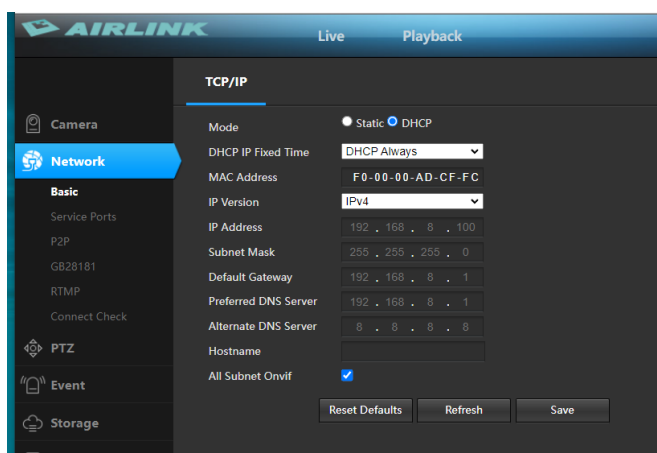 AIRLINK
Live Playback
TCP/IP
Camera
Network
Basic
Service Ports
P2P
GB28181
RTMP
Connect Check
PTZ
Event
Storage
Mode Static DHCP
DHCP IP Fixed Time DHCP Always
MAC Address F0-00-00-AD-CF-FC
IP Version IPv4
IP Address 192 . 168 . 8 . 100
Subnet Mask 255 . 255 . 255 . 0
Default Gateway 192 . 168 . 8 . 1
Preferred DNS Server 192 . 168 . 8 . 1
Alternate DNS Server 8 . 8 . 8 . 8
Hostname
All Subnet Onvif
Reset Defaults Refresh Save